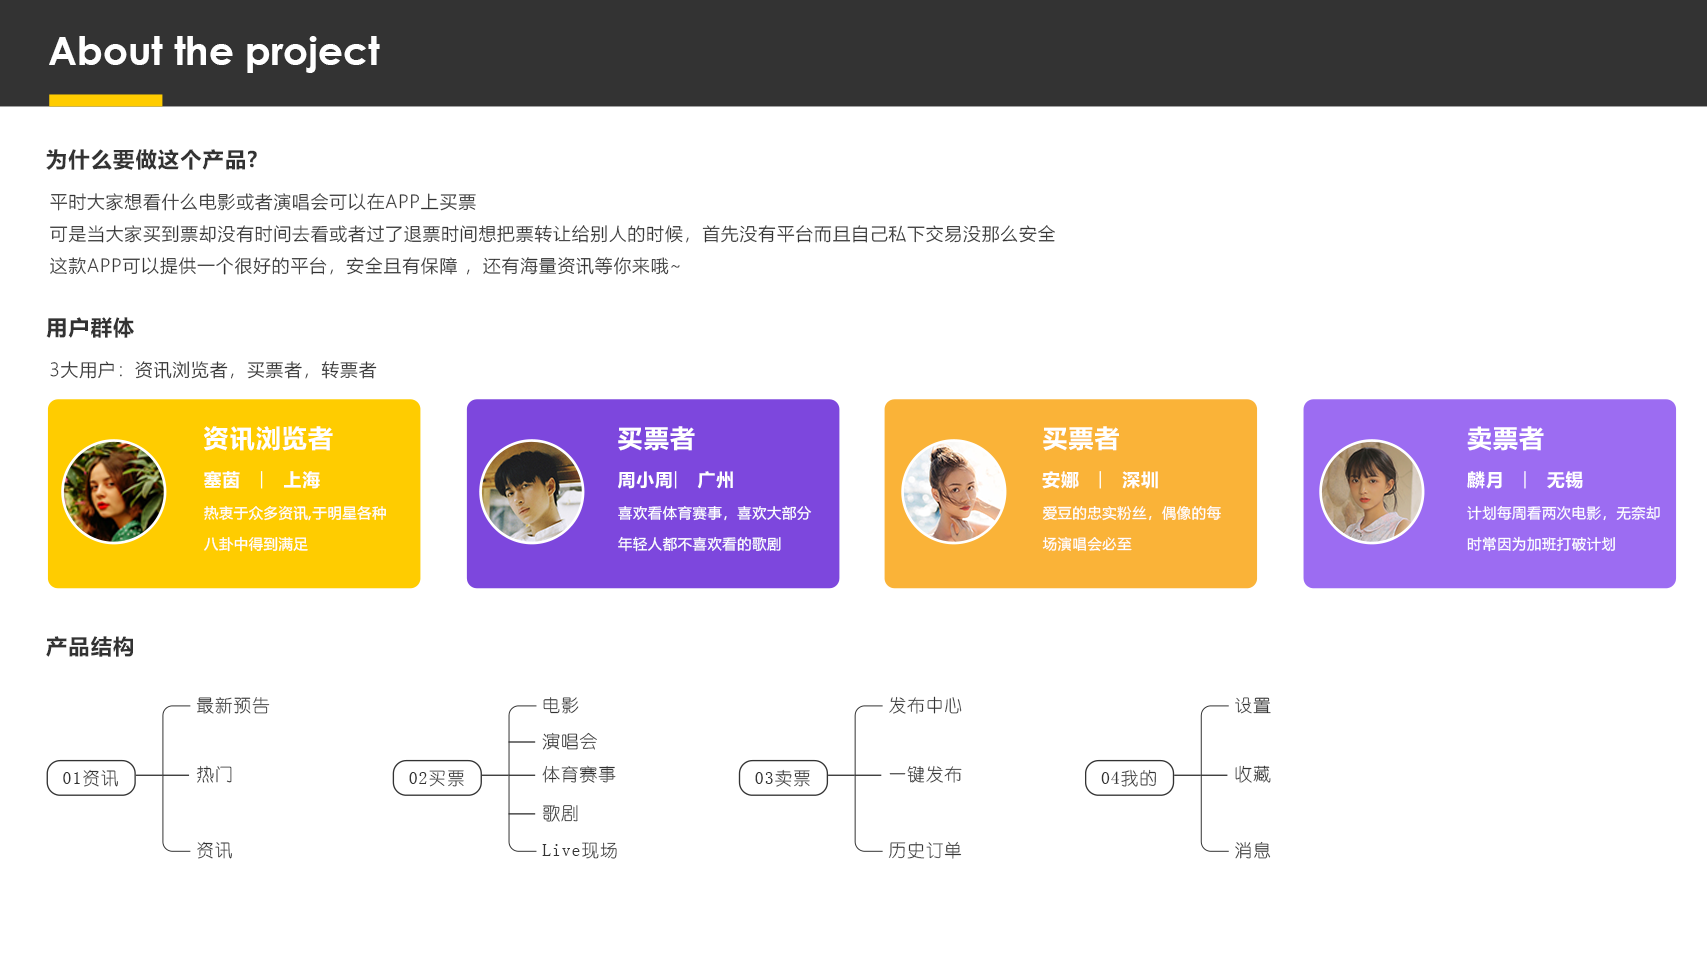 About the project
为什么要做这个产品?
平时大家想看什么电影或者演唱会可以在APP上买票
可是当大家买到票却没有时间去看或者过了退票时间想把票转让给别人的时候，首先没有平台而且自己私下交易没那么安全
这款APP可以提供一个很好的平台，安全且有保障 ，还有海量资讯等你来哦~
用户群体
3大用户：资讯浏览者，买票者，转票者
资讯浏览者
塞茵 | 上海
热衷于众多资讯,于明星各种
八卦中得到满足
买票者
周小周| 广州
喜欢看体育赛事，喜欢大部分
年轻人都不喜欢看的歌剧
买票者
安娜 | 深圳
爱豆的忠实粉丝，偶像的每
场演唱会必至
卖票者
麟月 | 无锡
计划每周看两次电影，无奈却
时常因为加班打破计划
产品结构
01资讯
最新预告
热门
资讯
02买票
电影
演唱会
体育赛事
歌剧
Live现场
03卖票
发布中心
一键发布
历史订单
04我的
设置
收藏
消息